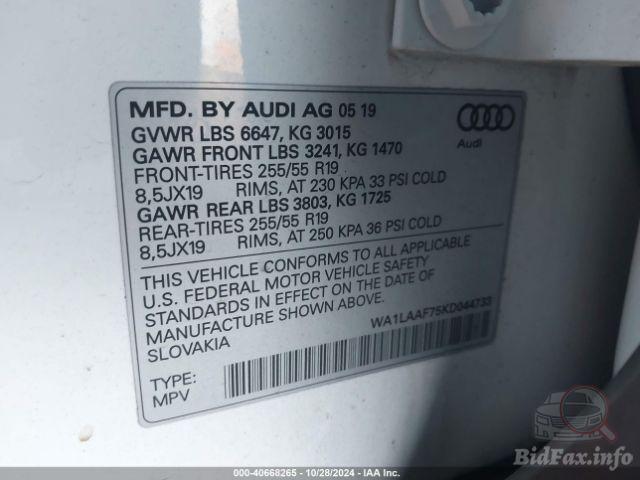 MFD. BY AUDI AG 05 19
GVWR LBS 6647, KG 3015
GAWR FRONT LBS 3241, KG 1470
FRONT-TIRES 255/55 R19
8,5JX19 RIMS, AT 230 KPA 33 PSI COLD
GAWR REAR LBS 3803, KG 1725
REAR-TIRES 255/55 R19
8,5JX19 RIMS, AT 250 KPA 36 PSI COLD
Audi
THIS VEHICLE CONFORMS TO ALL APPLICABLE
U.S. FEDERAL MOTOR VEHICLE SAFETY
STANDARDS IN EFFECT ON THE DATE OF
MANUFACTURE SHOWN ABOVE.
SLOVAKIA
WA1LAAF75KD044733
TYPE:
MPV
BidFax.info
000-40668265 - 10/28/2024 - IAA Inc.